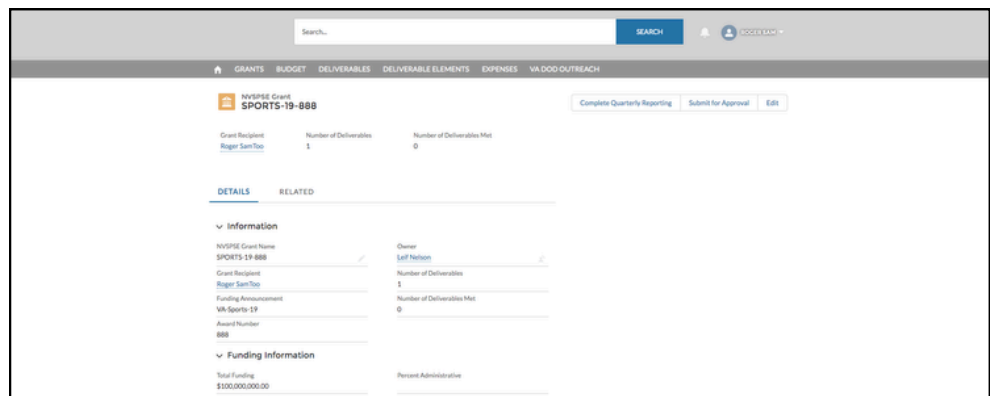 Search...
SEARCH
ROGER SAM
GRANTS BUDGET DELIVERABLES DELIVERABLE ELEMENTS EXPENSES VA DOD OUTREACH
NVSPSE Grant
SPORTS-19-888
Complete Quarterly Reporting Submit for Approval Edit
Grant Recipient Number of Deliverables Number of Deliverables Met
Roger SamToo 1 0
DETAILS RELATED
Information
NVSPSE Grant Name Owner
SPORTS-19-888 Leif Nelson
Grant Recipient Number of Deliverables
Roger SamToo 1
Funding Announcement Number of Deliverables Met
VA-Sports-19 0
Award Number
888
Funding Information
Total Funding Percent Administrative
$100,000,000.00